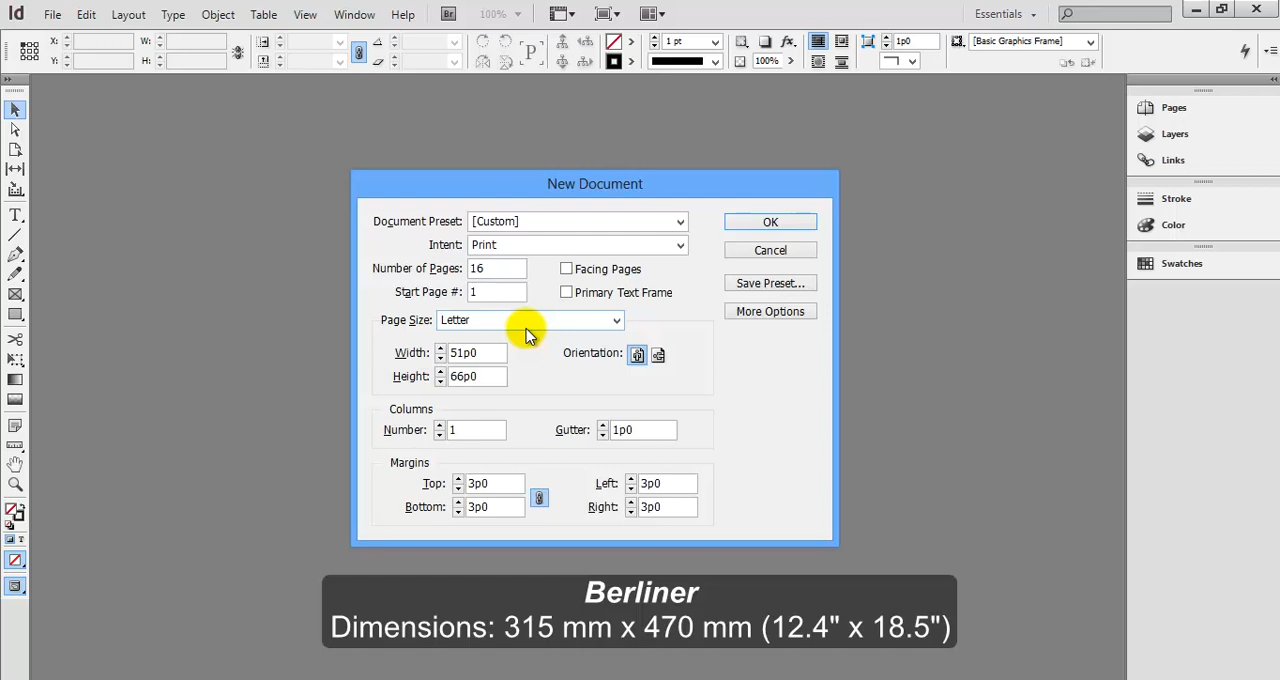 Id File Edit Layout Type Object Table View Window Help Br 100% Essentials
X: W: 1 pt fx. 1p0 [Basic Graphics Frame]
Y: H: P 100%
Pages
Layers
Links
Stroke
Color
Swatches
T
T
New Document
Document Preset: [Custom] OK
Intent: Print Cancel
Number of Pages: 16 Facing Pages
Save Preset...
Start Page #: 1 Primary Text Frame
More Options
Page Size: Letter
Width: 51p0 Orientation:
Height: 66p0
Columns
Number: 1 Gutter: 1p0
Margins
Top: 3p0 Left: 3p0
Bottom: 3p0 Right: 3p0
Berliner
Dimensions: 315 mm x 470 mm (12.4" x 18.5")